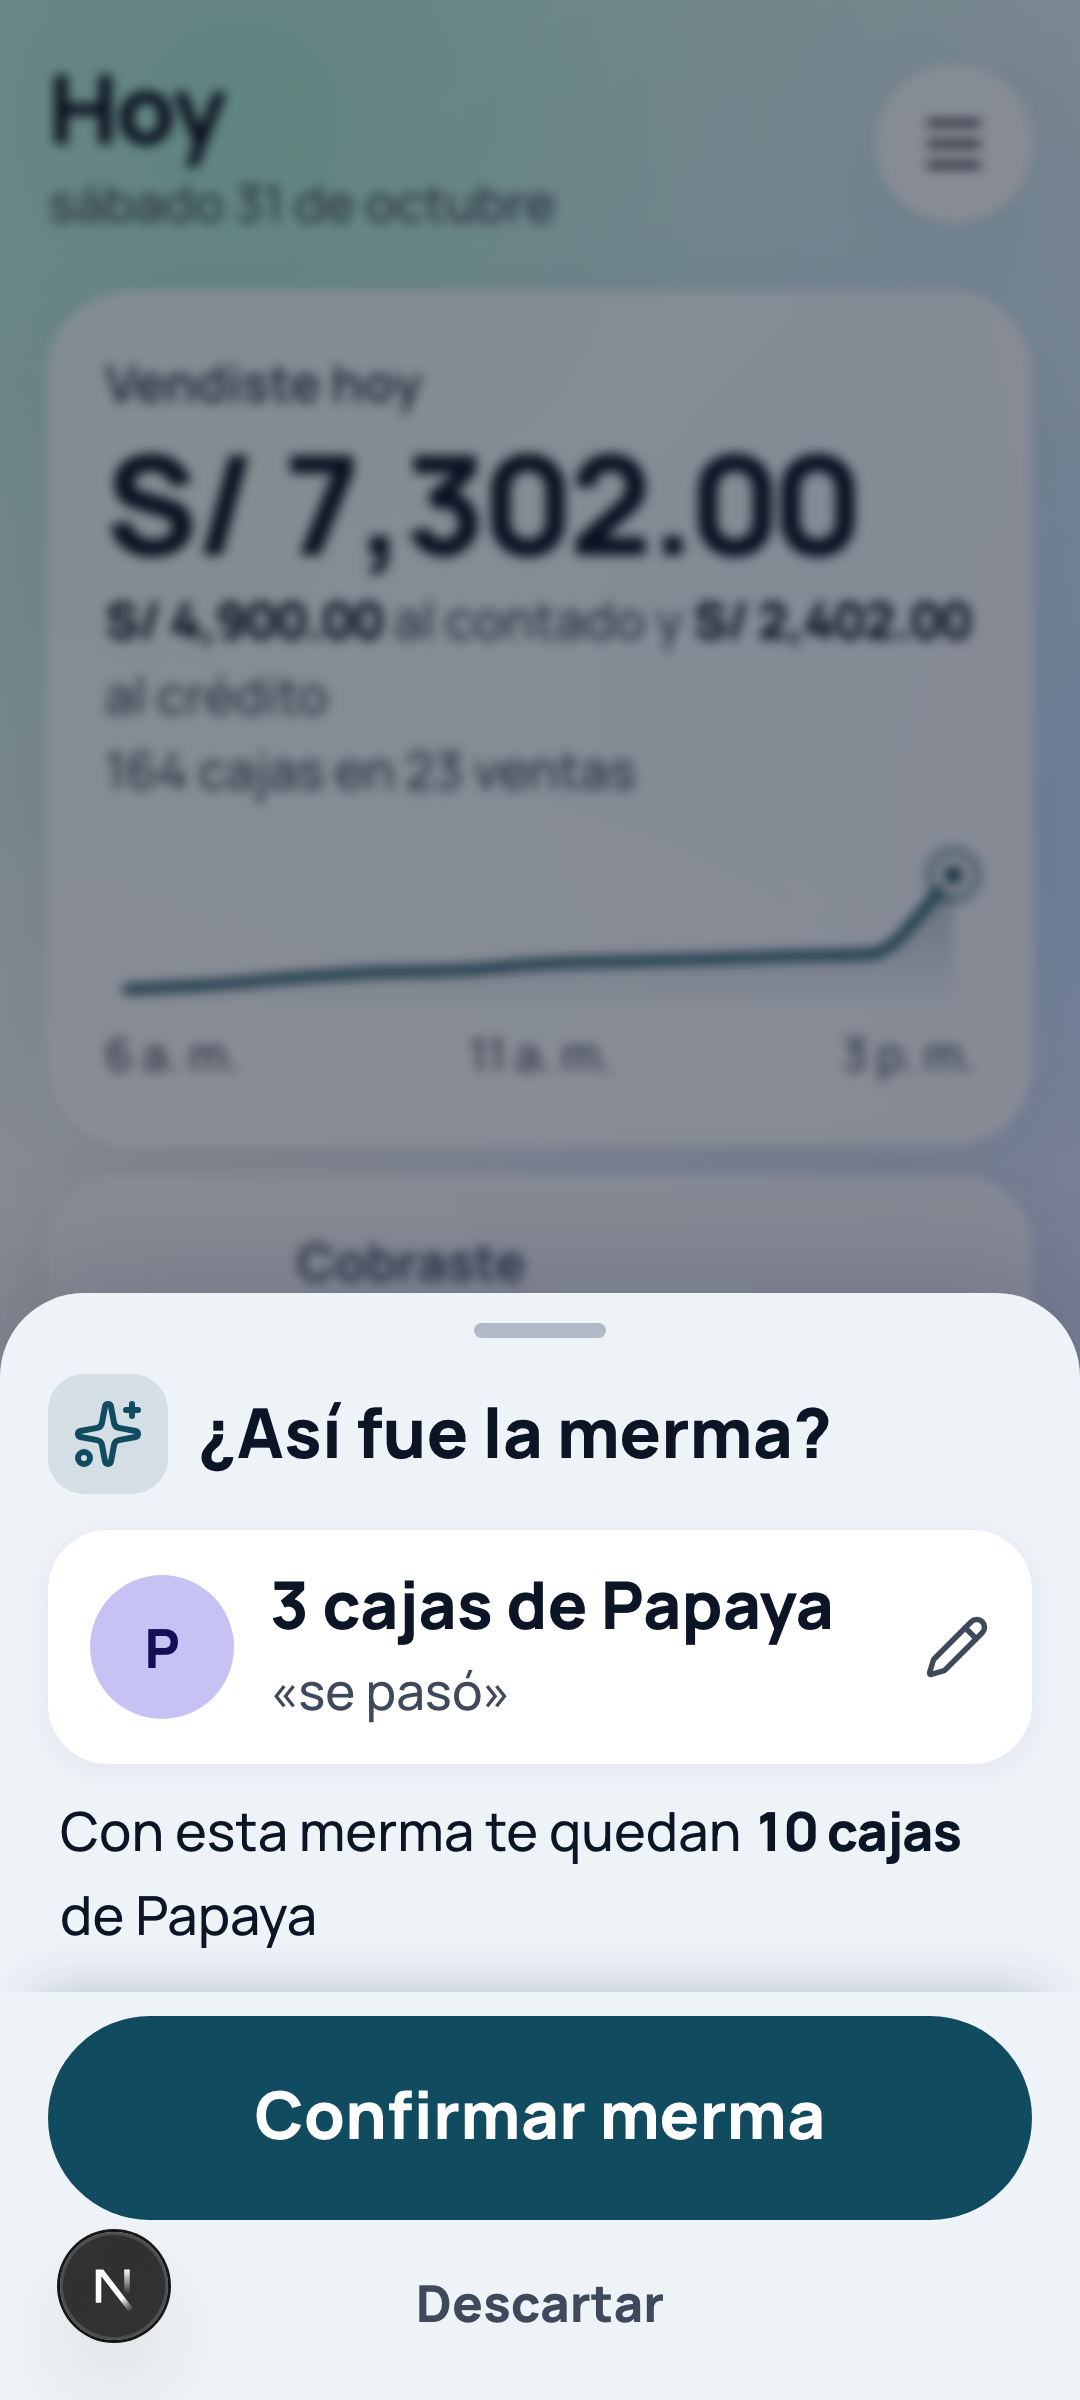 Hoy
sábado 31 de octubre
Vendiste hoy
S/ 7,302.00
S/ 4,900.00 al contado y S/ 2,402.00
al crédito
164 cajas en 23 ventas
6 a. m. 11 a. m. 3 p. m.
Cobraste
¿Así fue la merma?
P
3 cajas de Papaya
«se pasó»
Con esta merma te quedan 10 cajas
de Papaya
Confirmar merma
N
Descartar